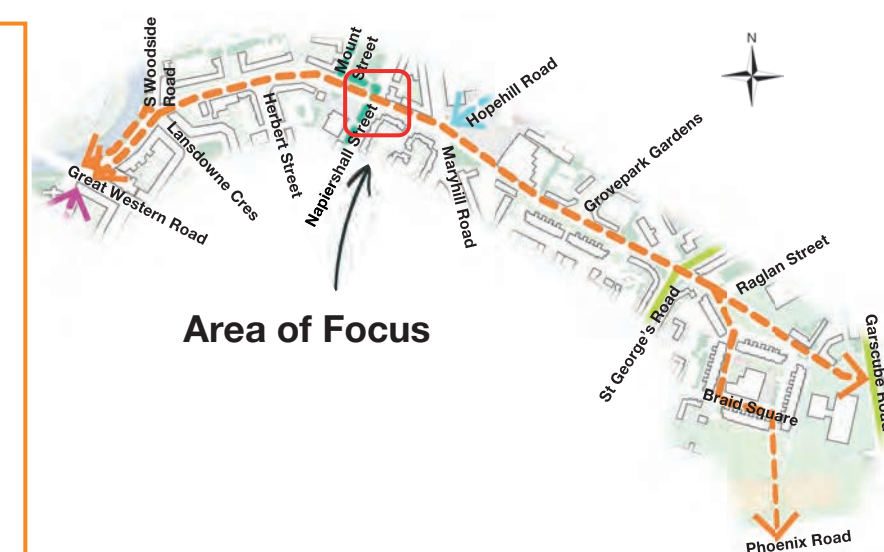 N
S Woodside
Road
Mount
Street
Hopehill Road
Herbert Street
Napiershall Street
Lansdowne Cres
Maryhill Road
Grovepark Gardens
Great Western Road
Raglan Street
Area of Focus
St George's Road
Garscube Road
Braid Square
Phoenix Road